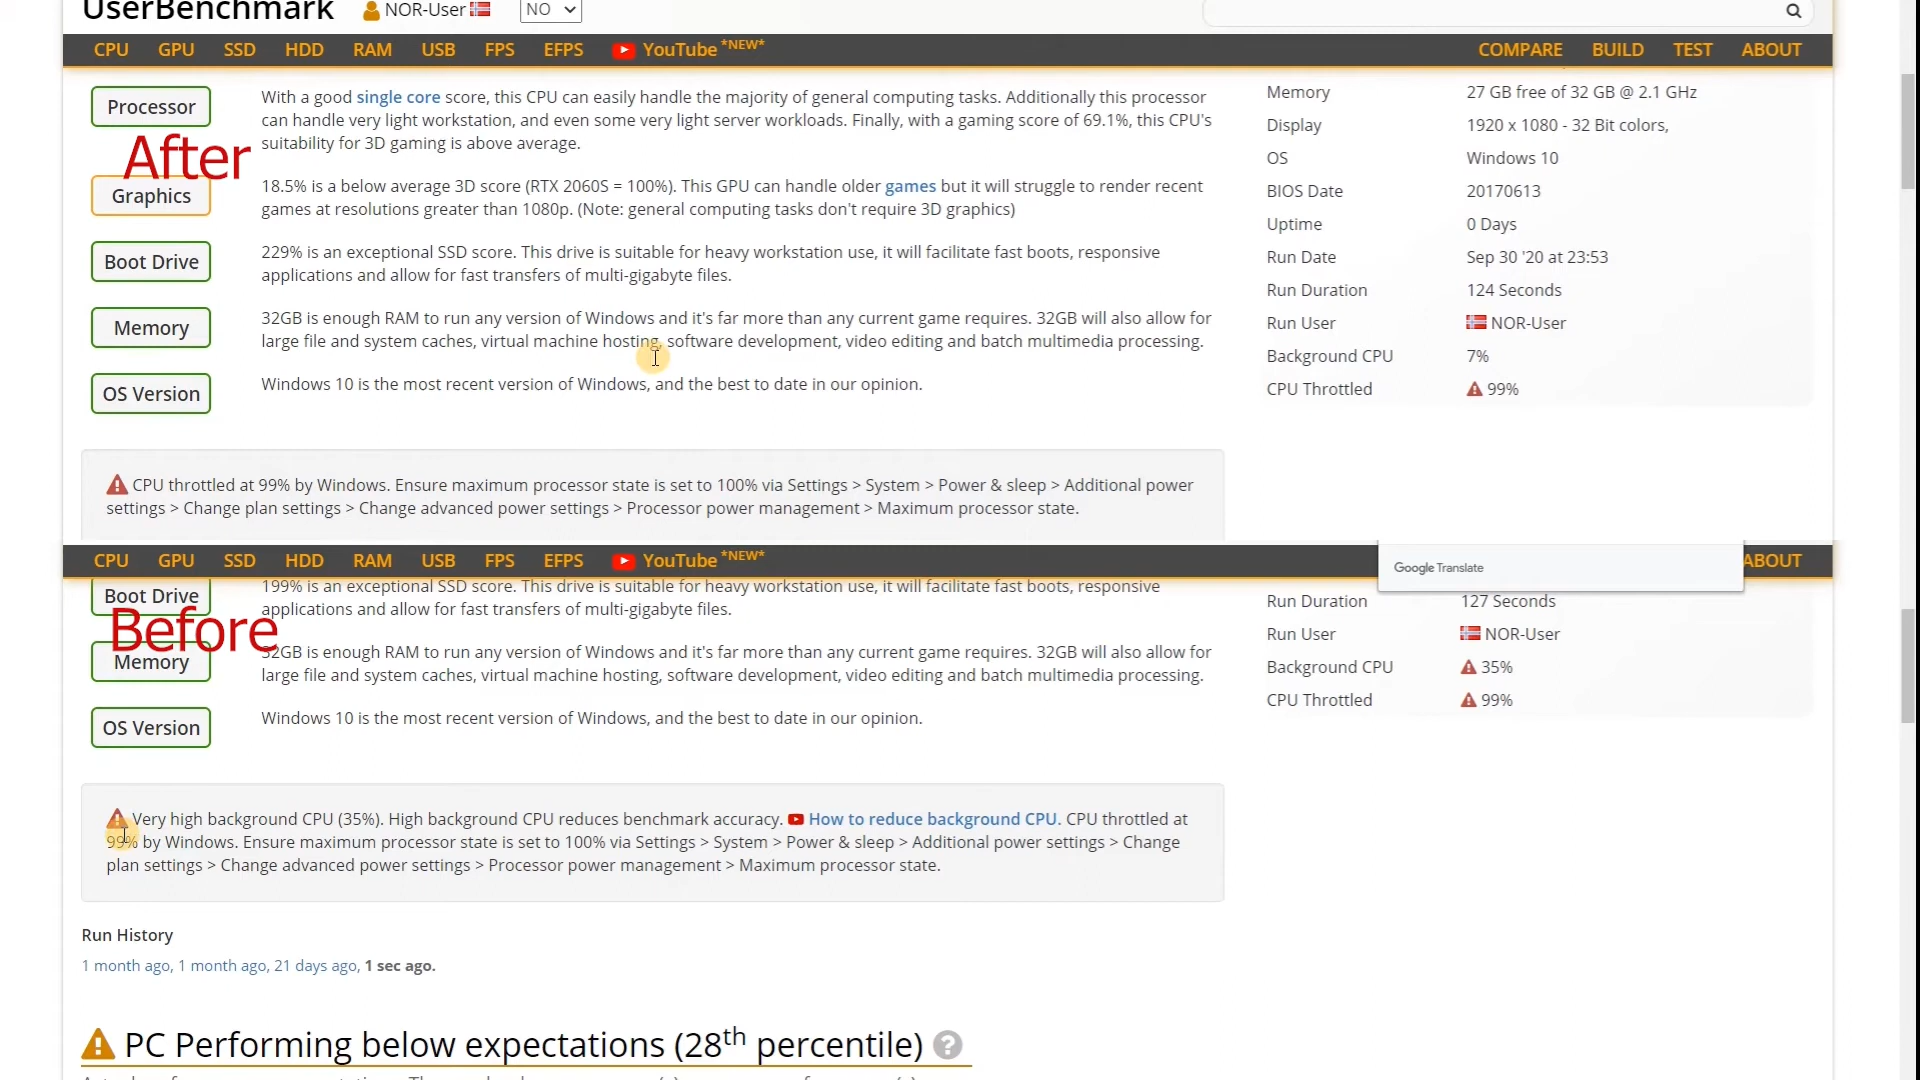 UserBenchmark NOR-User NO
CPU GPU SSD HDD RAM USB FPS EFPS YouTube *NEW* COMPARE BUILD TEST ABOUT
Processor
With a good single core score, this CPU can easily handle the majority of general computing tasks. Additionally this processor
can handle very light workstation, and even some very light server workloads. Finally, with a gaming score of 69.1%, this CPU's
suitability for 3D gaming is above average.
After
Graphics
18.5% is a below average 3D score (RTX 2060S = 100%). This GPU can handle older games but it will struggle to render recent
games at resolutions greater than 1080p. (Note: general computing tasks don't require 3D graphics)
Boot Drive
229% is an exceptional SSD score. This drive is suitable for heavy workstation use, it will facilitate fast boots, responsive
applications and allow for fast transfers of multi-gigabyte files.
Memory
32GB is enough RAM to run any version of Windows and it's far more than any current game requires. 32GB will also allow for
large file and system caches, virtual machine hosting, software development, video editing and batch multimedia processing.
OS Version
Windows 10 is the most recent version of Windows, and the best to date in our opinion.
Memory 27 GB free of 32 GB @ 2.1 GHz
Display 1920 x 1080 - 32 Bit colors,
OS Windows 10
BIOS Date 20170613
Uptime 0 Days
Run Date Sep 30 '20 at 23:53
Run Duration 124 Seconds
Run User NOR-User
Background CPU 7%
CPU Throttled 99%
CPU throttled at 99% by Windows. Ensure maximum processor state is set to 100% via Settings > System > Power & sleep > Additional power
settings > Change plan settings > Change advanced power settings > Processor power management > Maximum processor state.
CPU GPU SSD HDD RAM USB FPS EFPS YouTube *NEW* Google Translate ABOUT
Boot Drive
199% is an exceptional SSD score. This drive is suitable for heavy workstation use, it will facilitate fast boots, responsive
applications and allow for fast transfers of multi-gigabyte files.
Before
Memory
32GB is enough RAM to run any version of Windows and it's far more than any current game requires. 32GB will also allow for
large file and system caches, virtual machine hosting, software development, video editing and batch multimedia processing.
OS Version
Windows 10 is the most recent version of Windows, and the best to date in our opinion.
Run Duration 127 Seconds
Run User NOR-User
Background CPU 35%
CPU Throttled 99%
Very high background CPU (35%). High background CPU reduces benchmark accuracy. How to reduce background CPU. CPU throttled at
99% by Windows. Ensure maximum processor state is set to 100% via Settings > System > Power & sleep > Additional power settings > Change
plan settings > Change advanced power settings > Processor power management > Maximum processor state.
Run History
1 month ago, 1 month ago, 21 days ago, 1 sec ago.
PC Performing below expectations (28th percentile) ?